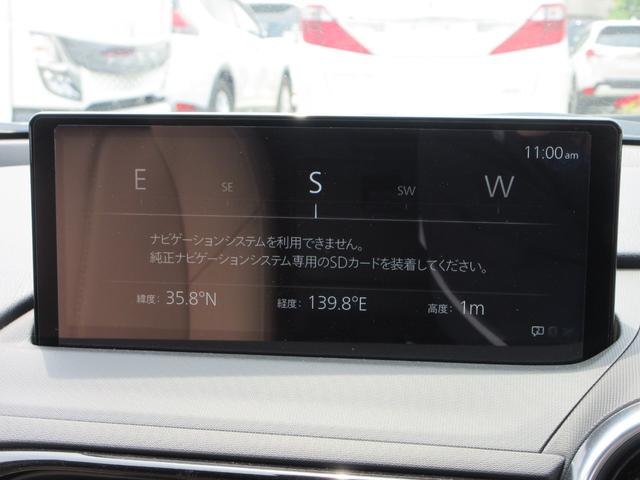 11:00am
E SE S SW W
ナビゲーションシステムを利用できません。
純正ナビゲーションシステム専用のSDカードを装着してください。
緯度: 35.8°N 経度: 139.8°E 高度: 1m